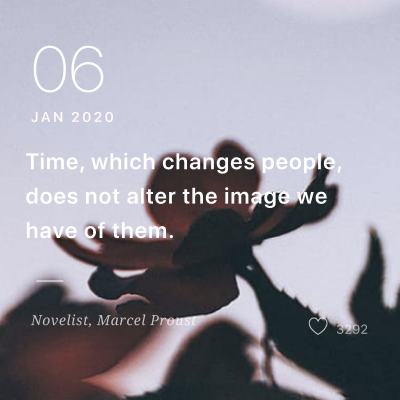 06
JAN 2020
Time, which changes people,
does not alter the image we
have of them.
Novelist, Marcel Proust
3292